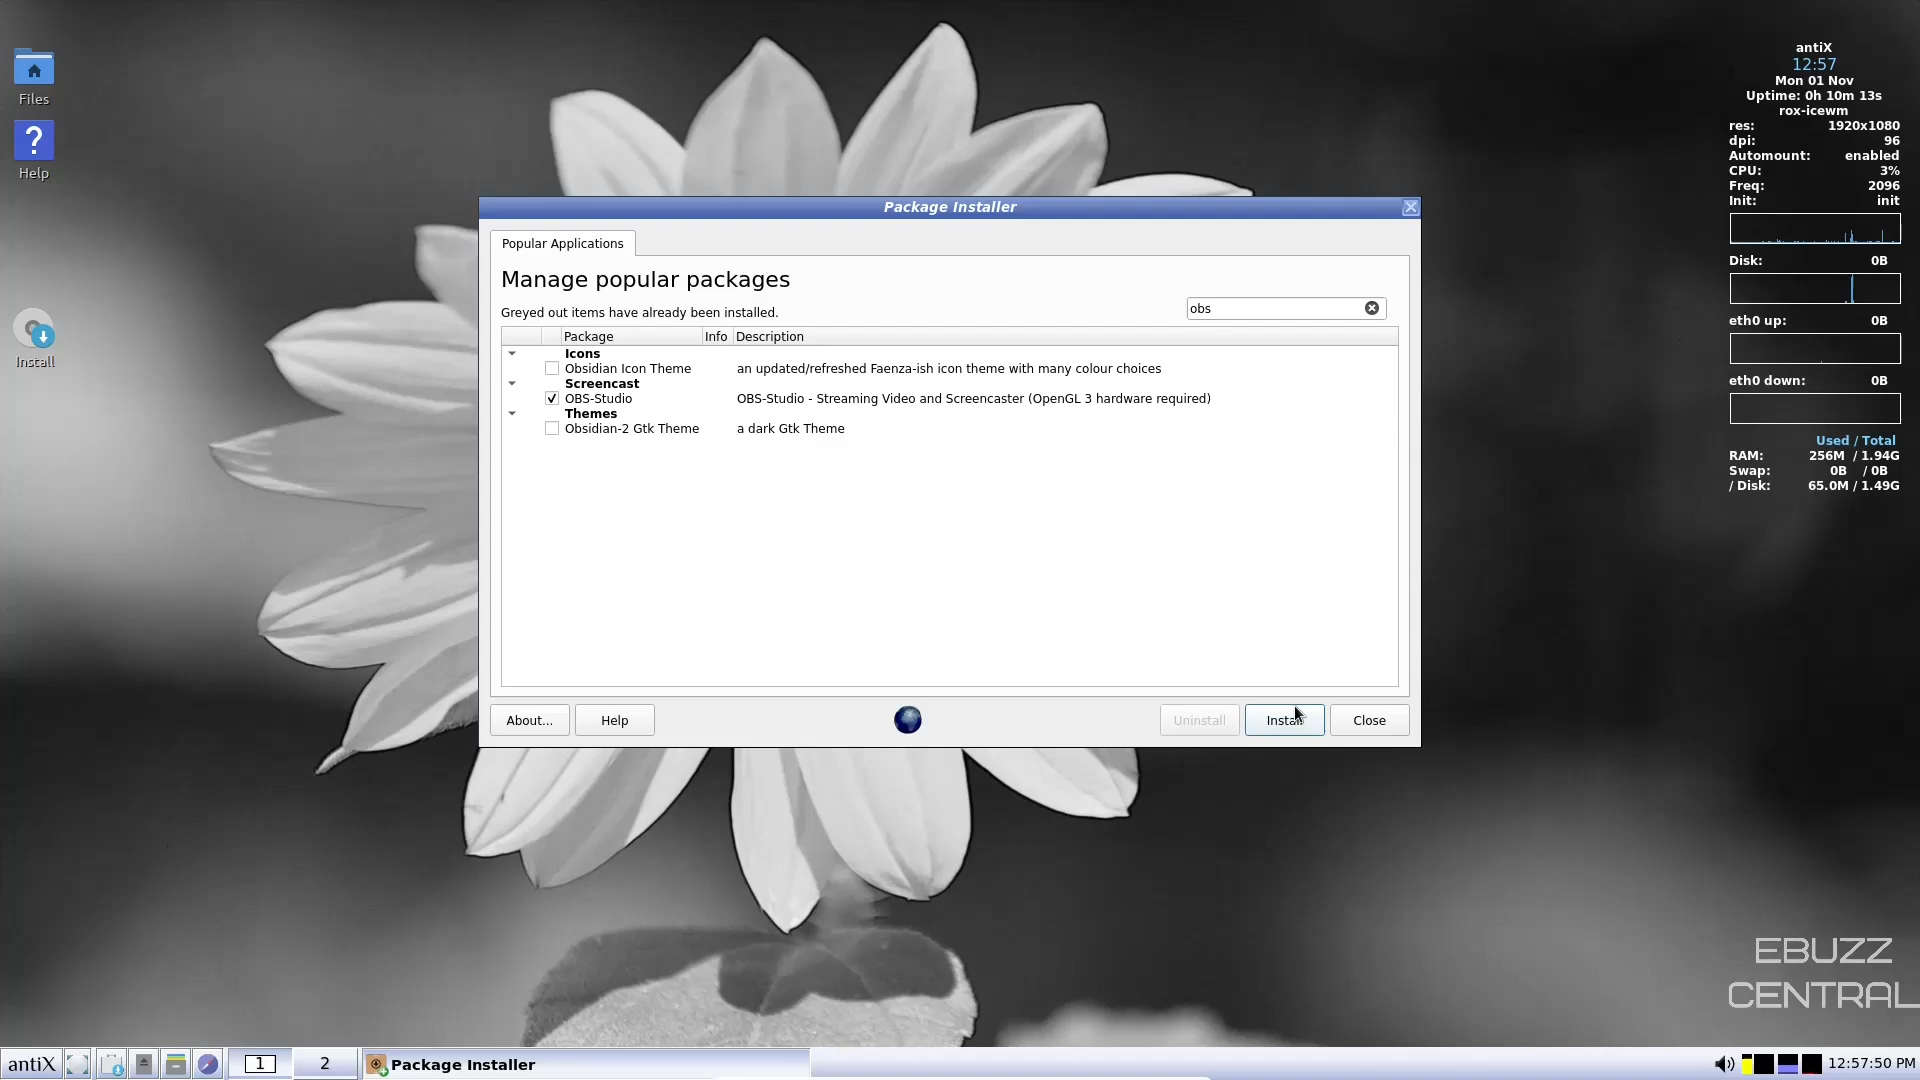 Files
Help
Install
antiX
12:57
Mon 01 Nov
Uptime: 0h 10m 13s
rox-icewm
res: 1920x1080
dpi: 96
Automount: enabled
CPU: 3%
Freq: 2096
Init: init
Disk: 0B
eth0 up: 0B
eth0 down: 0B
Used / Total
RAM: 256M / 1.94G
Swap: 0B / 0B
/ Disk: 65.0M / 1.49G
Package Installer
Popular Applications
Manage popular packages
Greyed out items have already been installed.
obs
Package Info Description
Icons
Obsidian Icon Theme an updated/refreshed Faenza-ish icon theme with many colour choices
Screencast
OBS-Studio OBS-Studio - Streaming Video and Screencaster (OpenGL 3 hardware required)
Themes
Obsidian-2 Gtk Theme a dark Gtk Theme
About... Help Uninstall Install Close
EBUZZ
CENTRAL
antiX 1 2 Package Installer 12:57:50 PM